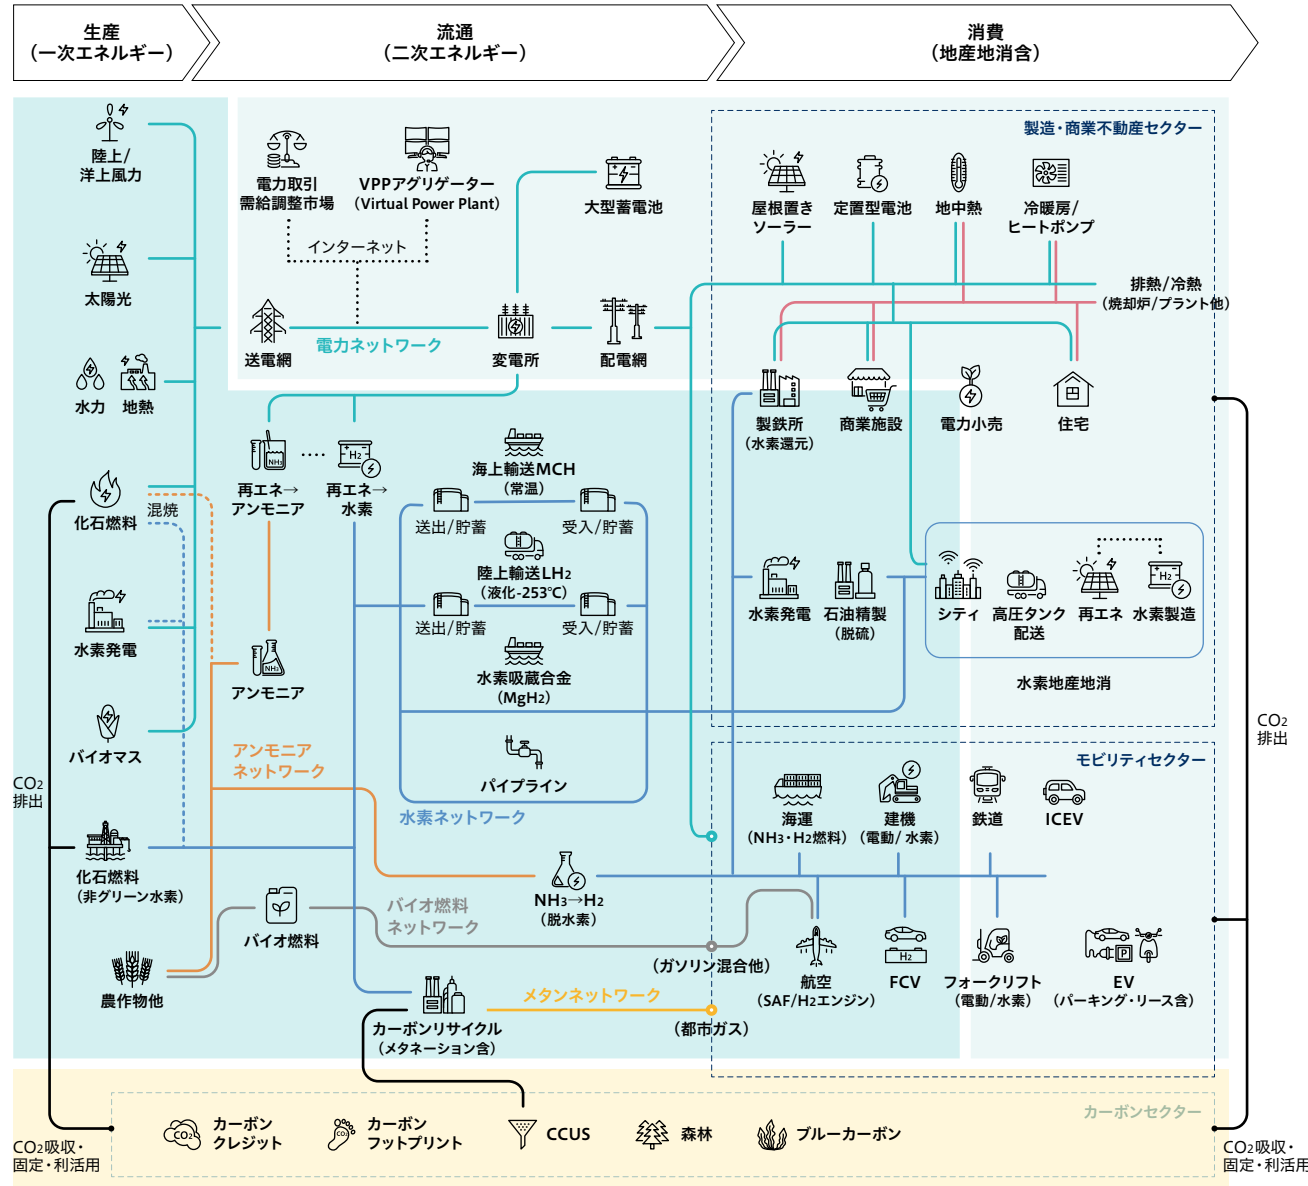 生産
（一次エネルギー）
流通
（二次エネルギー）
消費
（地産地消含）
陸上/
洋上風力
太陽光
水力
地熱
化石燃料
混焼
水素発電
バイオマス
CO2
排出
化石燃料
（非グリーン水素）
農作物他
電力取引
需給調整市場
VPPアグリゲーター
（Virtual Power Plant）
インターネット
大型蓄電池
送電網
電力ネットワーク
変電所
配電網
NH3
再エネ→
アンモニア
H2
再エネ→
水素
海上輸送MCH
（常温）
送出/貯蓄
受入/貯蓄
陸上輸送LH2
（液化-253℃）
送出/貯蓄
受入/貯蓄
水素吸蔵合金
（MgH2）
パイプライン
水素ネットワーク
NH3
アンモニア
アンモニア
ネットワーク
バイオ燃料
バイオ燃料
ネットワーク
NH3→H2
（脱水素）
（ガソリン混合他）
カーボンリサイクル
（メタネーション含）
メタンネットワーク
（都市ガス）
製造・商業不動産セクター
屋根置き
ソーラー
定置型電池
地中熱
冷暖房/
ヒートポンプ
排熱/冷熱
（焼却炉/プラント他）
製鉄所
（水素還元）
商業施設
電力小売
住宅
水素発電
石油精製
（脱硫）
シティ
高圧タンク
配送
再エネ
H2
水素製造
水素地産地消
CO2
排出
モビリティセクター
海運
（NH3・H2燃料）
建機
（電動/ 水素）
鉄道
ICEV
航空
（SAF/H2エンジン）
H2
FCV
フォークリフト
（電動/水素）
P
EV
（パーキング・リース含）
カーボンセクター
CO2
カーボン
クレジット
CO2
カーボン
フットプリント
CCUS
森林
ブルーカーボン
CO2吸収・
固定・利活用
CO2吸収・
固定・利活用